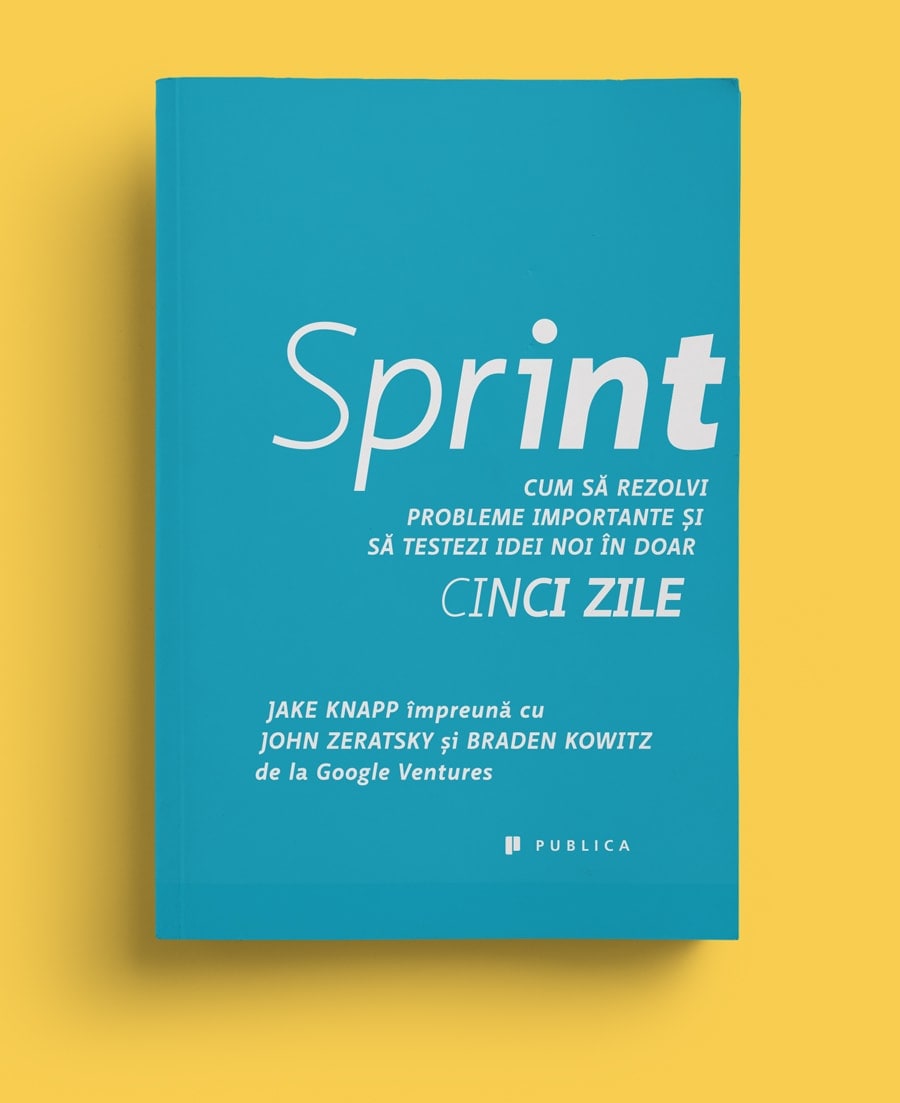 Sprint
CUM SĂ REZOLVI
PROBLEME IMPORTANTE ȘI
SĂ TESTEZI IDEI NOI ÎN DOAR
CINCI ZILE
JAKE KNAPP împreună cu
JOHN ZERATSKY și BRADEN KOWITZ
de la Google Ventures
PUBLICA